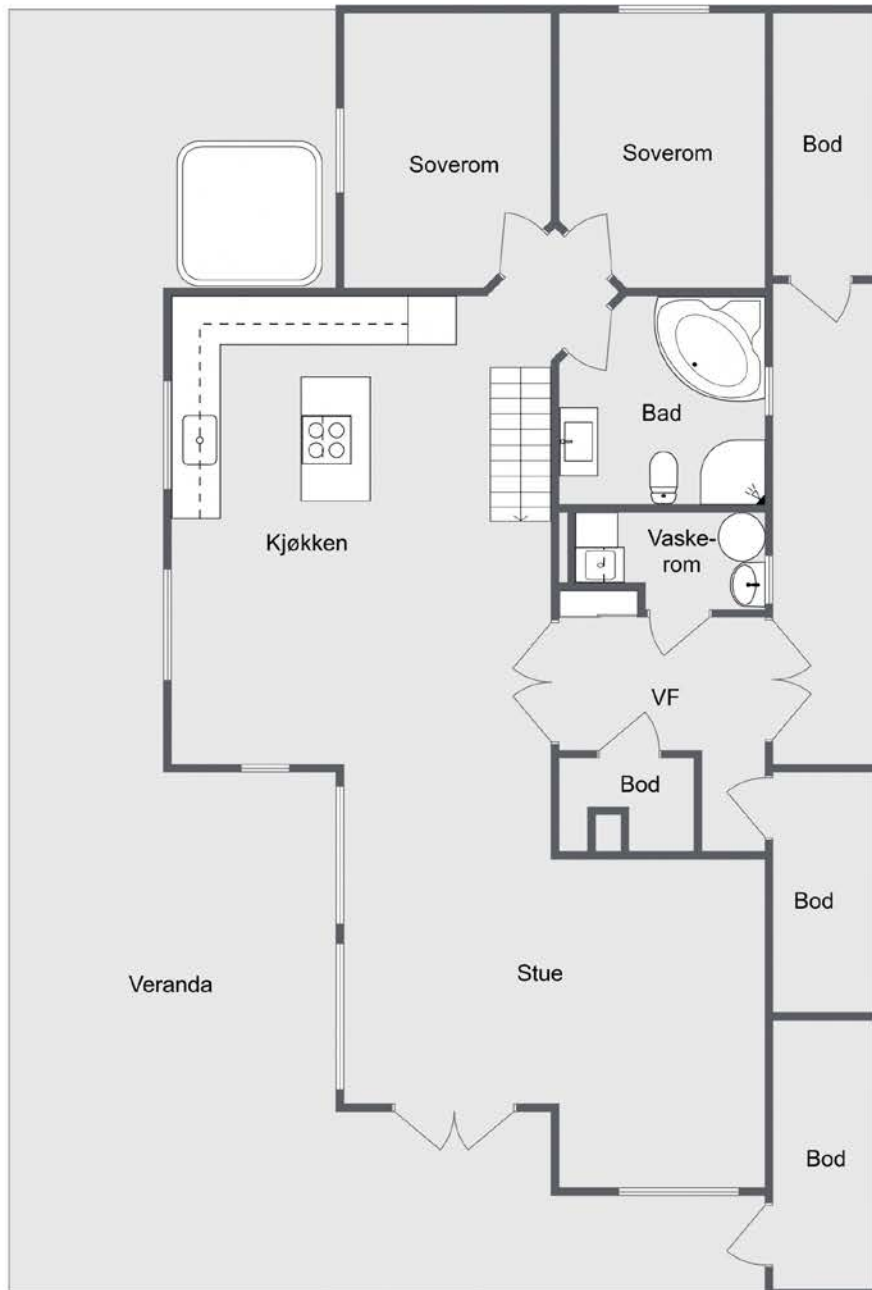 Bod
Soverom
Soverom
Bad
Kjøkken
Vaske-
rom
VF
Bod
Bod
Stue
Veranda
Bod